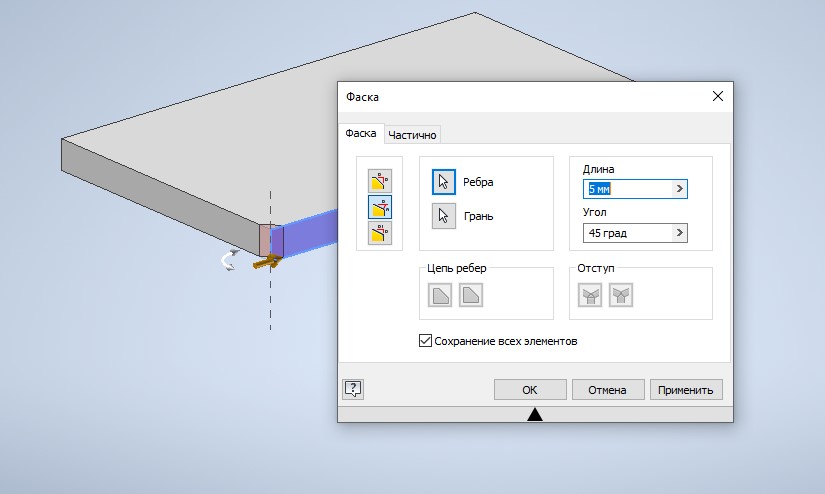 Фаска
Фаска Частично
Ребра
Грань
Длина
5 мм
Угол
45 град
Цепь ребер
Отступ
Сохранение всех элементов
?
ОК Отмена Применить